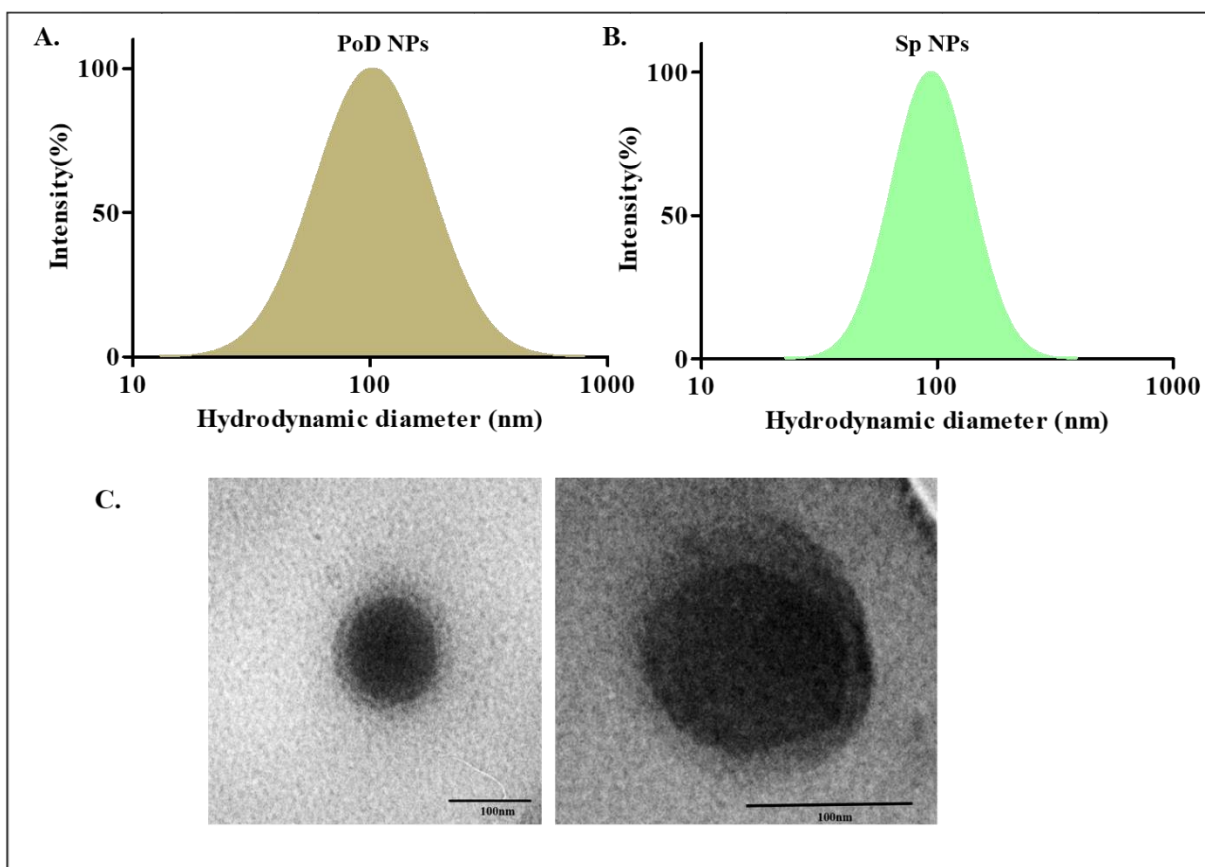 A.
PoD NPs
Intensity(%)
100
50
0
10
100
1000
Hydrodynamic diameter (nm)
B.
Sp NPs
Intensity(%)
100
50
0
10
100
1000
Hydrodynamic diameter (nm)
C.
100nm
100nm